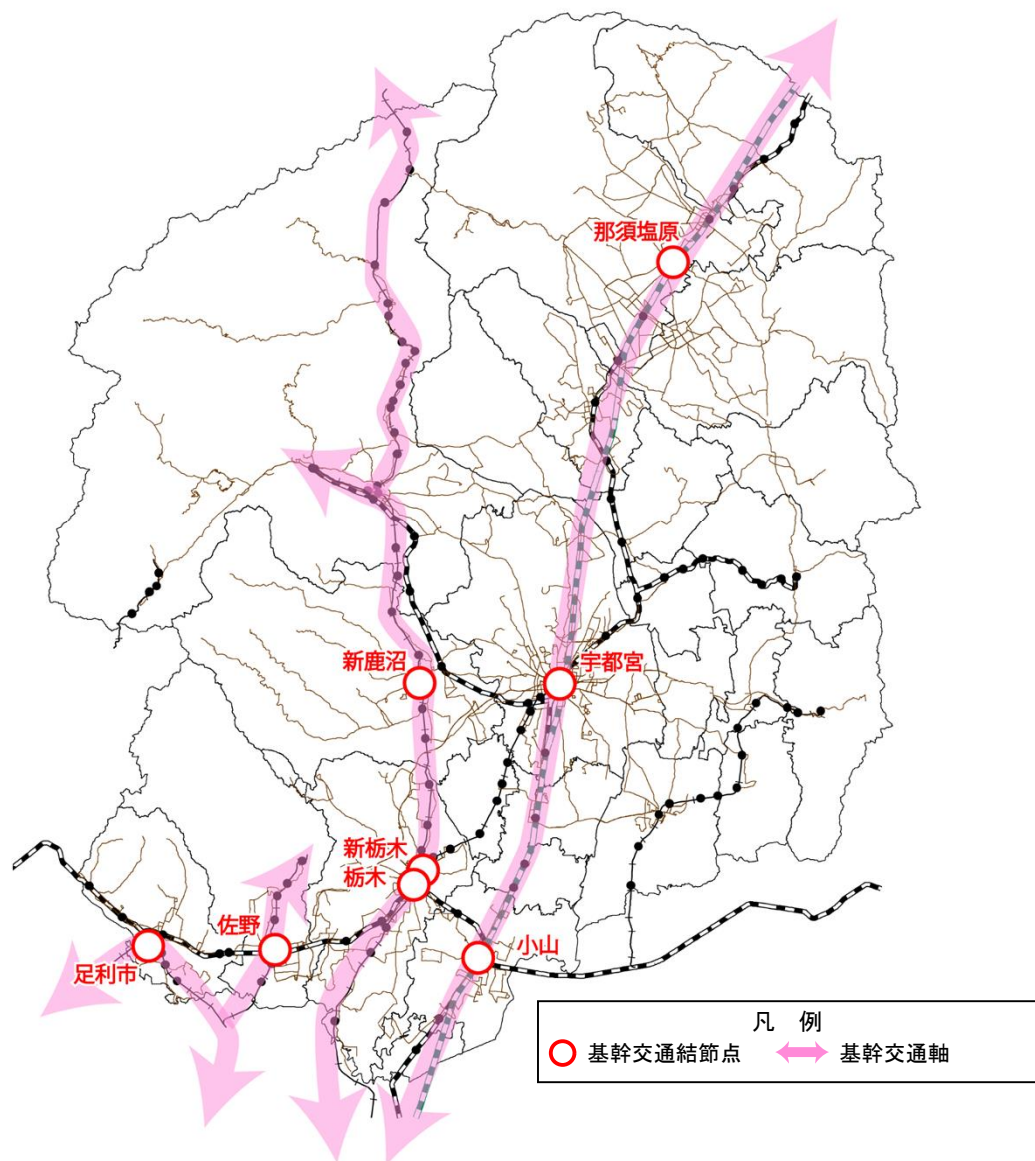 那須塩原
新鹿沼
宇都宮
新栃木
栃木
佐野
足利市
小山
凡 例
基幹交通結節点
基幹交通軸